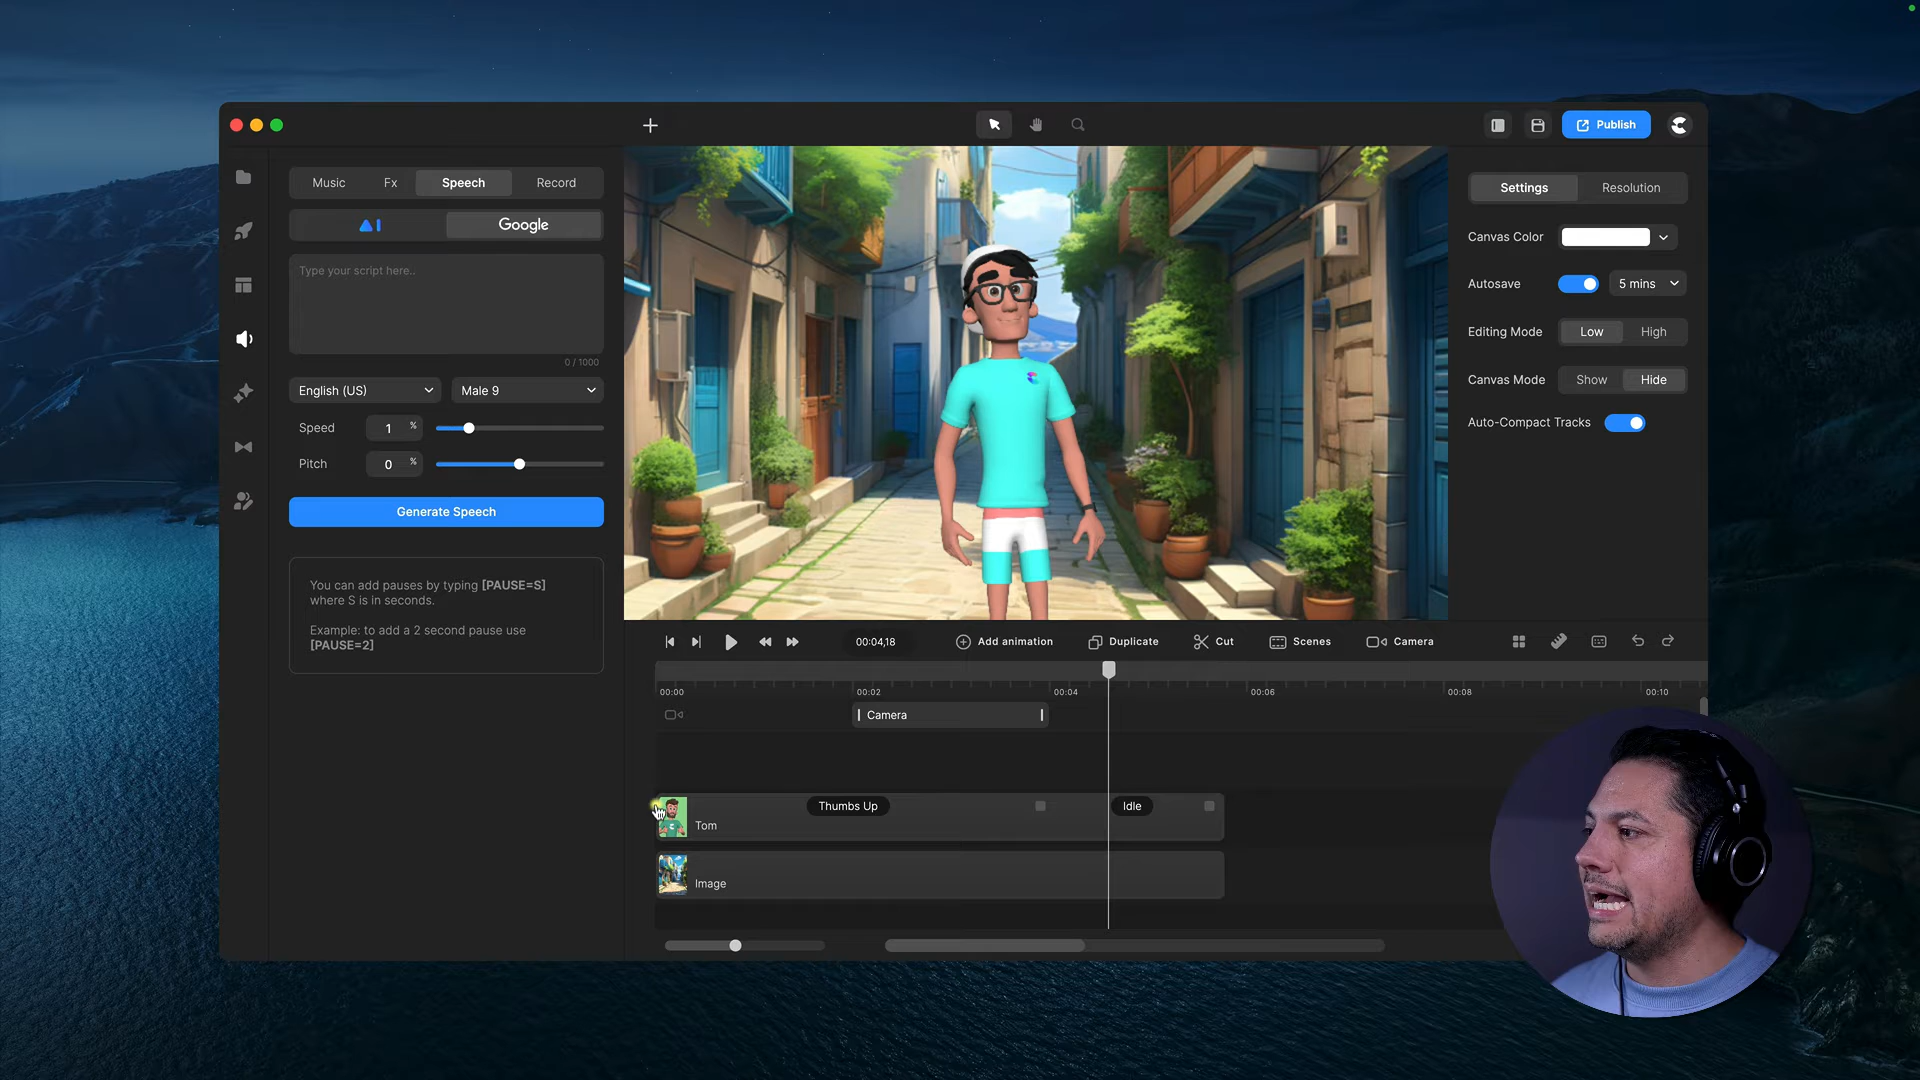 Publish
Music
Fx
Speech
Record
AI
Google
Type your script here..
0 / 1000
English (US)
Male 9
Speed
1 %
Pitch
0 %
Generate Speech
You can add pauses by typing [PAUSE=S]
where S is in seconds.
Example: to add a 2 second pause use
[PAUSE=2]
Settings
Resolution
Canvas Color
Autosave
5 mins
Editing Mode
Low
High
Canvas Mode
Show
Hide
Auto-Compact Tracks
00:04,18
Add animation
Duplicate
Cut
Scenes
Camera
00:00
00:02
00:04
00:06
00:08
00:10
Camera
Thumbs Up
Idle
Tom
Image